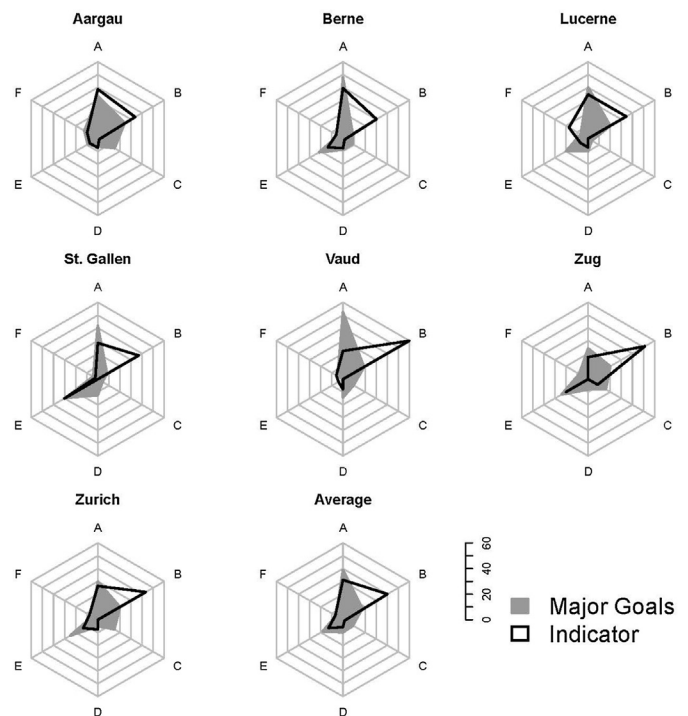 Aargau
Berne
Lucerne
A
A
A
F
B
F
B
F
B
E
C
E
C
E
C
D
D
D
St. Gallen
Vaud
Zug
A
A
A
F
B
F
B
F
B
E
C
E
C
E
C
D
D
D
Zurich
Average
A
A
F
B
F
B
E
C
E
C
D
D
60
40
20
0
Major Goals
Indicator